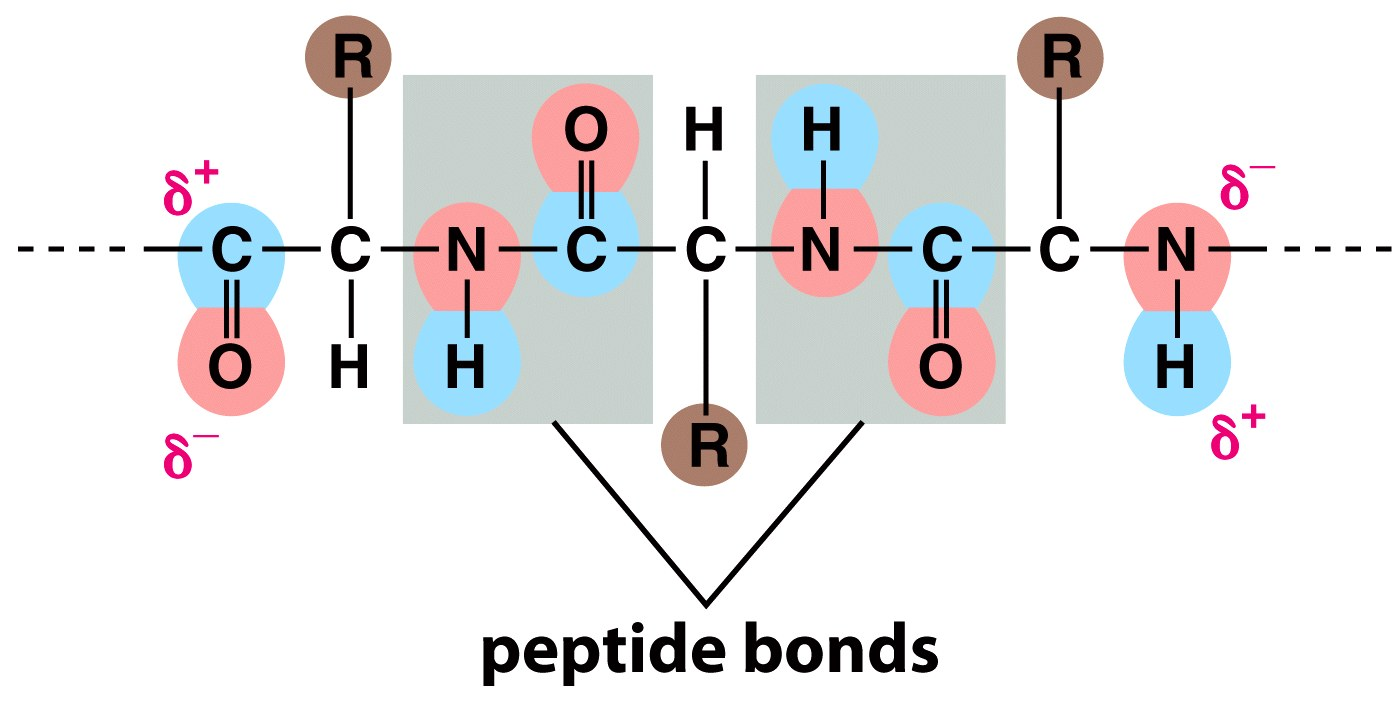 R R
O H H
δ+ δ−
C C N C C N C C N
O H H O H
δ− R δ+
peptide bonds